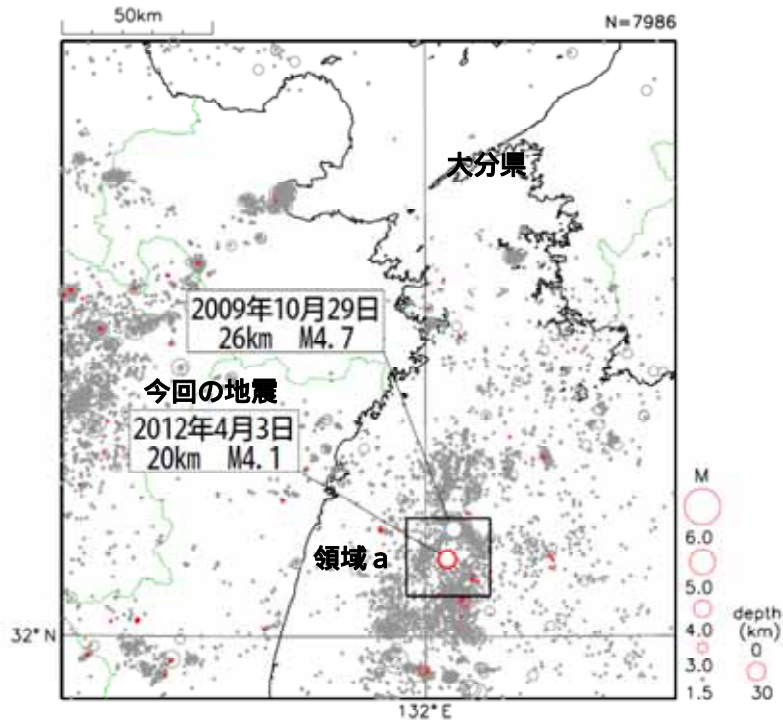 50km
N=7986
大分県
2009年10月29日
26km M4.7
今回の地震
2012年4月3日
20km M4.1
領域a
32°N
132°E
M
6.0
5.0
4.0
3.0
1.5
depth
(km)
0
30